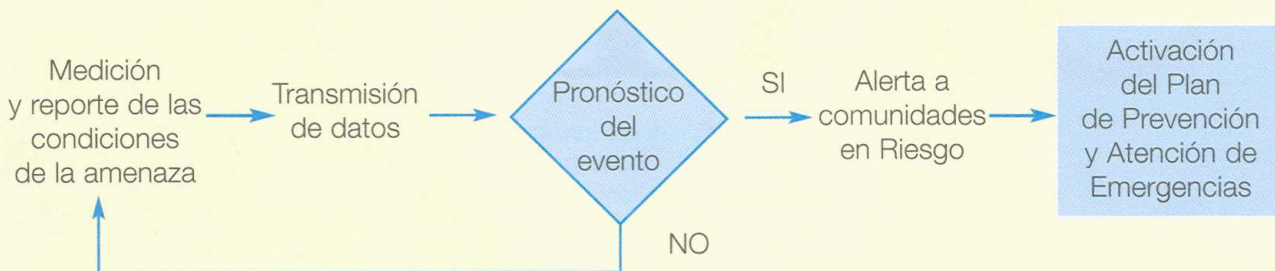 Medición
y reporte de las
condiciones
de la amenaza
Transmisión
de datos
Pronóstico
del
evento
SI
Alerta a
comunidades
en Riesgo
Activación
del Plan
de Prevención
y Atención de
Emergencias
NO